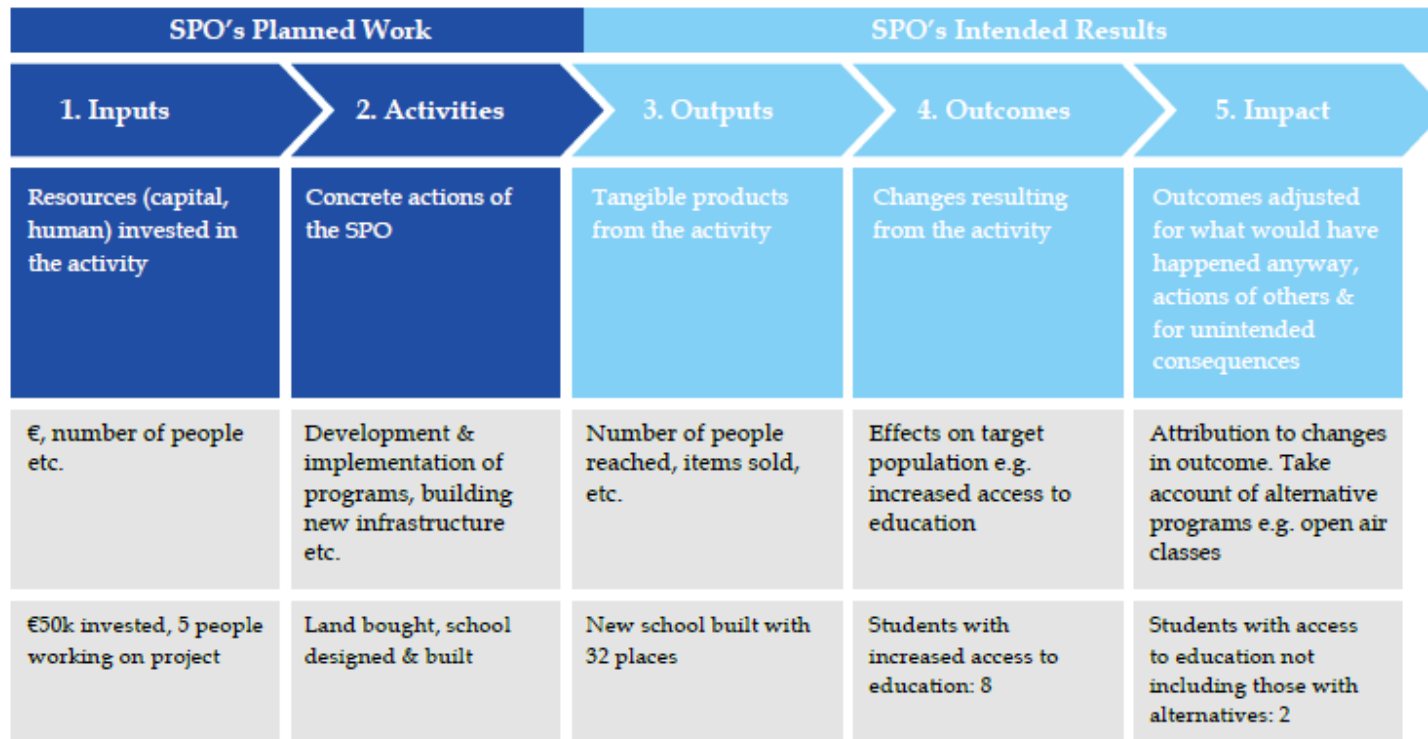 SPO's Planned Work
SPO's Intended Results
1. Inputs
2. Activities
3. Outputs
4. Outcomes
5. Impact
Resources (capital,
human) invested in
the activity
Concrete actions of
the SPO
Tangible products
from the activity
Changes resulting
from the activity
Outcomes adjusted
for what would have
happened anyway,
actions of others &
for unintended
consequences
€, number of people
etc.
Development &
implementation of
programs, building
new infrastructure
etc.
Number of people
reached, items sold,
etc.
Effects on target
population e.g.
increased access to
education
Attribution to changes
in outcome. Take
account of alternative
programs e.g. open air
classes
€50k invested, 5 people
working on project
Land bought, school
designed & built
New school built with
32 places
Students with
increased access to
education: 8
Students with access
to education not
including those with
alternatives: 2